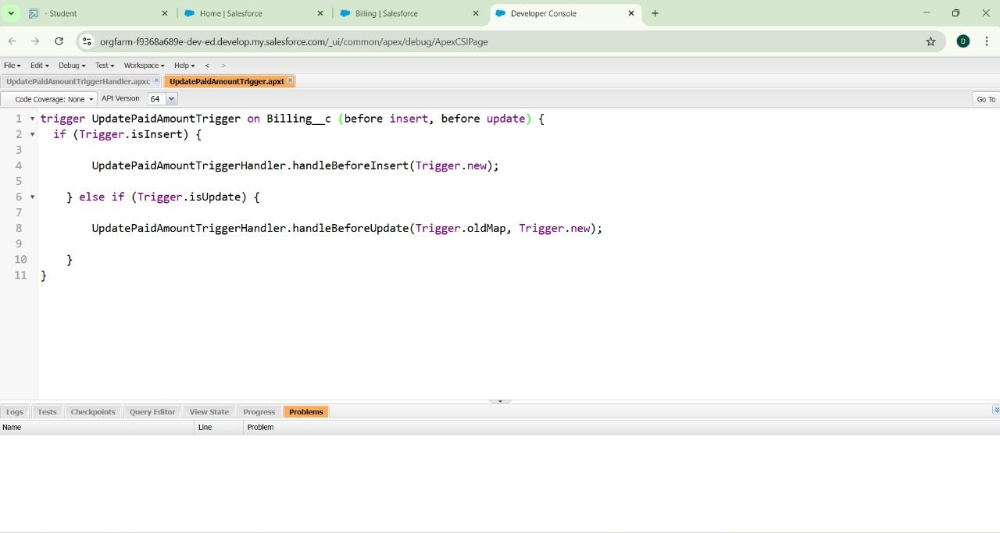 - Student
Home | Salesforce
Billing | Salesforce
Developer Console
orgfarm-f9368a689e-dev-ed.develop.my.salesforce.com/_ui/common/apex/debug/ApexCSIPage
D
File Edit Debug Test Workspace Help < >
UpdatePaidAmountTriggerHandler.apxc UpdatePaidAmountTrigger.apxt
Code Coverage: None API Version: 64 Go To
1 trigger UpdatePaidAmountTrigger on Billing__c (before insert, before update) {
2 if (Trigger.isInsert) {
3
4 UpdatePaidAmountTriggerHandler.handleBeforeInsert(Trigger.new);
5
6 } else if (Trigger.isUpdate) {
7
8 UpdatePaidAmountTriggerHandler.handleBeforeUpdate(Trigger.oldMap, Trigger.new);
9
10 }
11 }
Logs Tests Checkpoints Query Editor View State Progress Problems
Name Line Problem